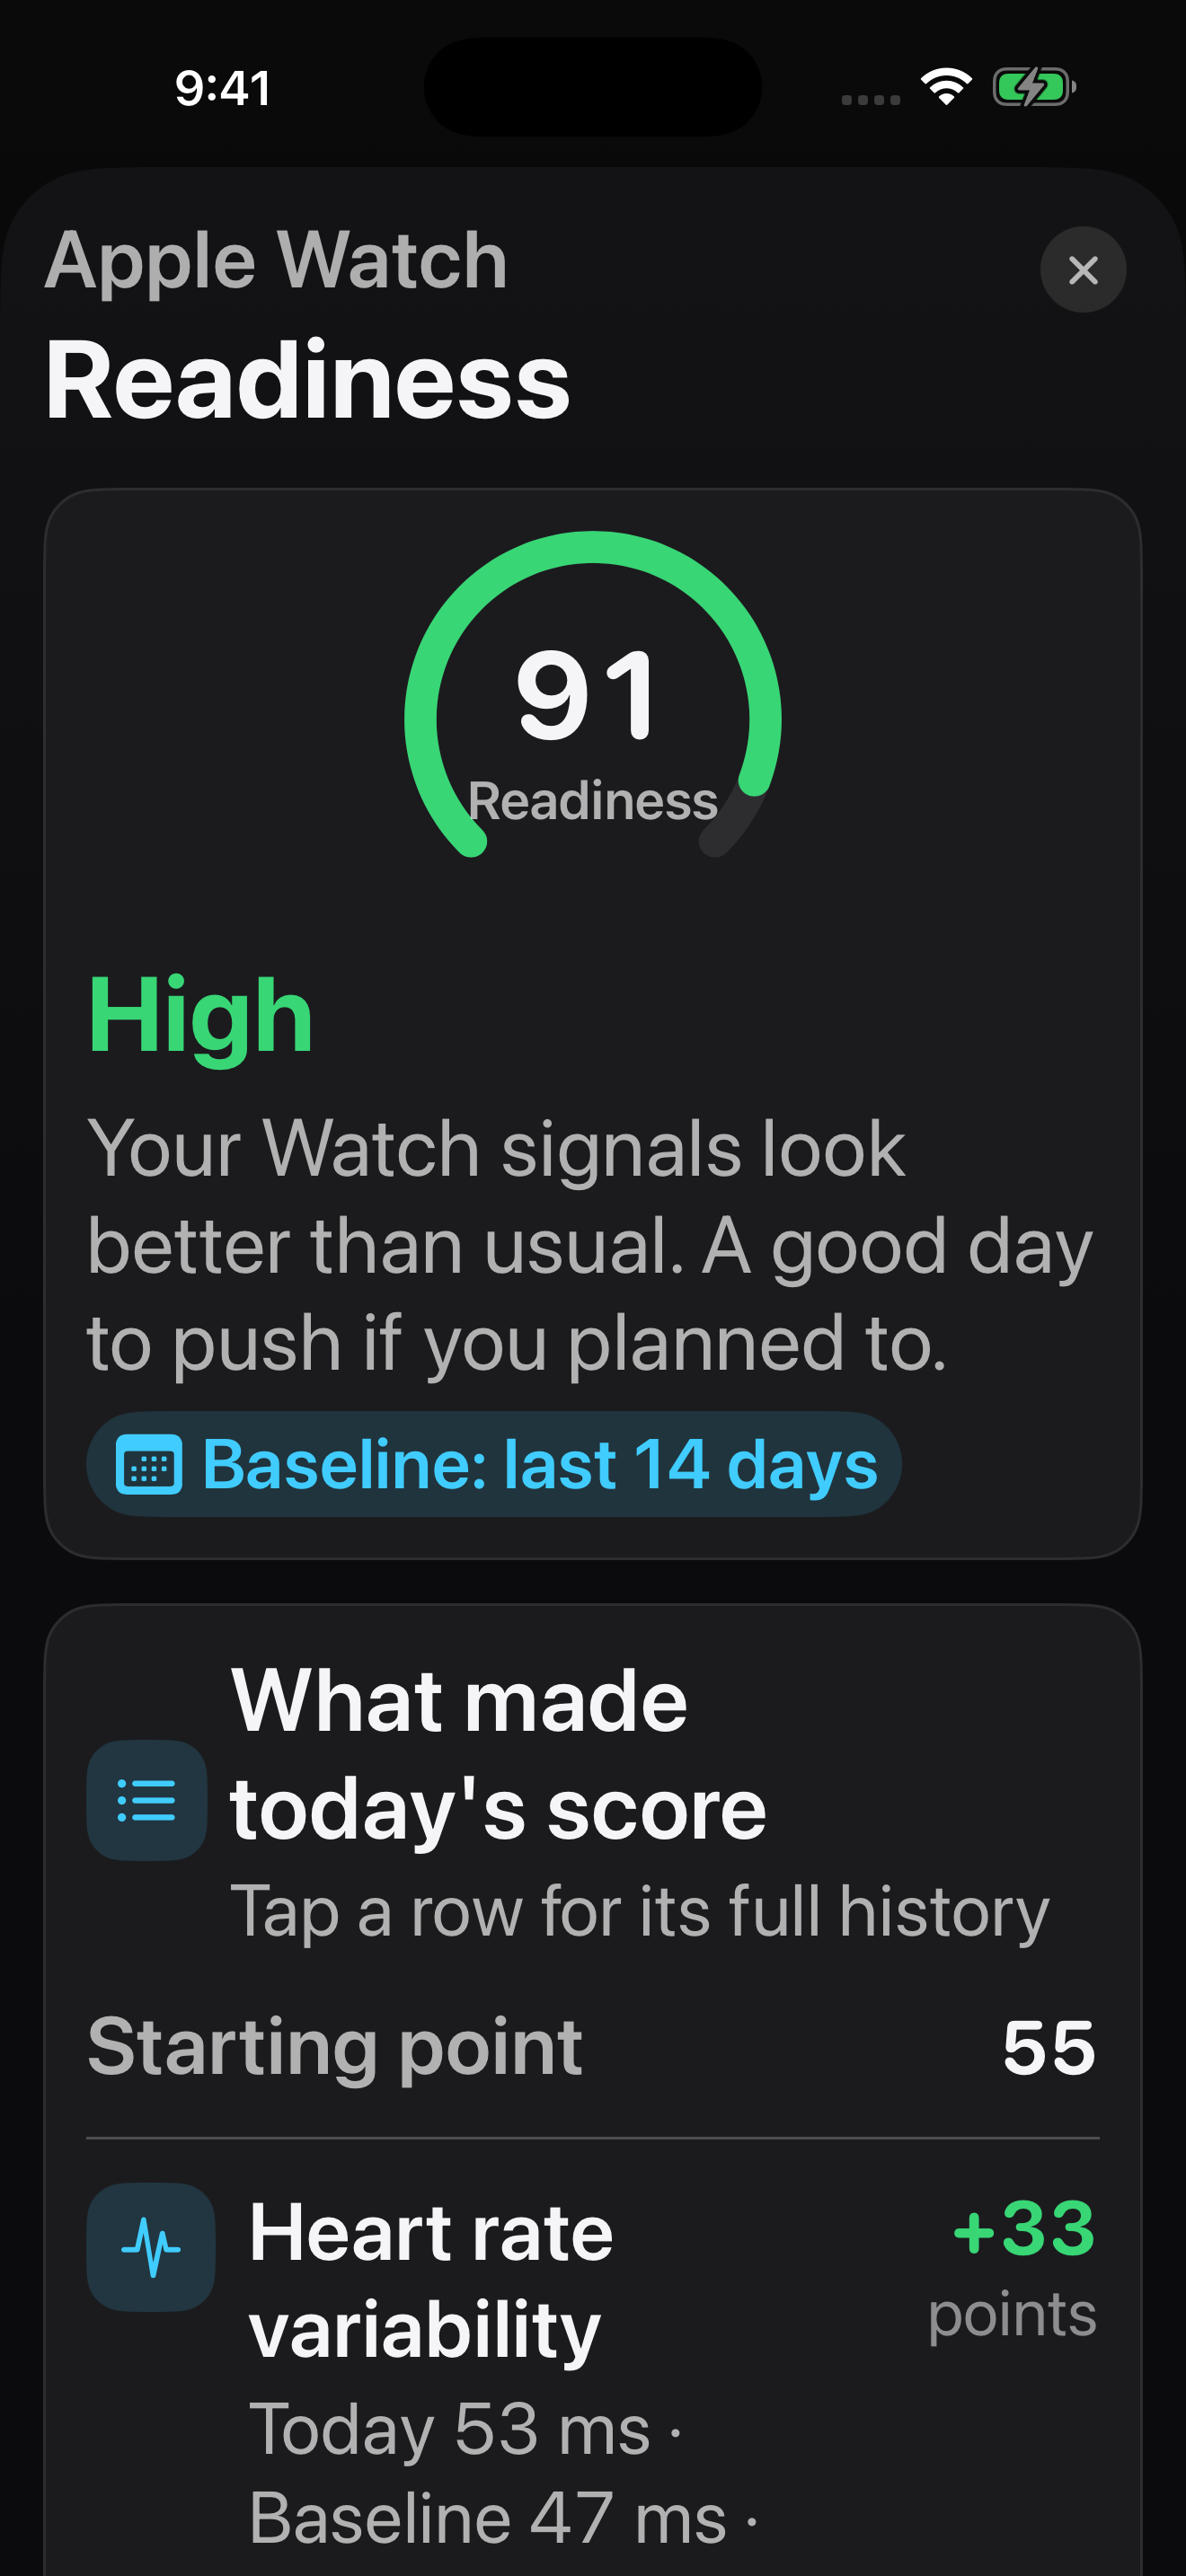 9:41
Apple Watch
Readiness
91
Readiness
High
Your Watch signals look
better than usual. A good day
to push if you planned to.
Baseline: last 14 days
What made
today's score
Tap a row for its full history
Starting point 55
Heart rate +33
variability points
Today 53 ms ·
Baseline 47 ms ·